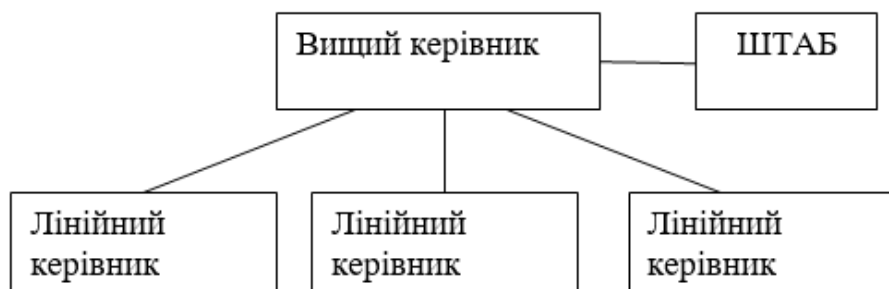 Вищий керівник
ШТАБ
Лінійний
керівник
Лінійний
керівник
Лінійний
керівник